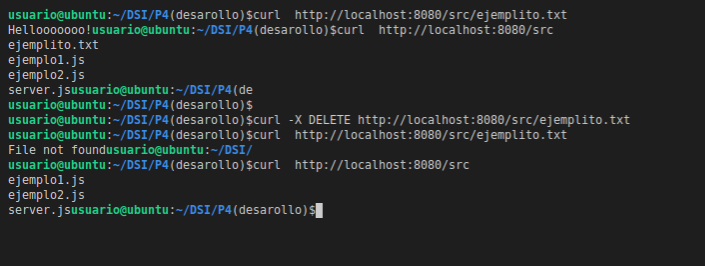 usuario@ubuntu:~/DSI/P4(desarollo)$curl  http://localhost:8080/src/ejemplito.txt
Hellooooooo!usuario@ubuntu:~/DSI/P4(desarollo)$curl  http://localhost:8080/src
ejemplito.txt
ejemplo1.js
ejemplo2.js
server.jsusuario@ubuntu:~/DSI/P4(de
usuario@ubuntu:~/DSI/P4(desarollo)$
usuario@ubuntu:~/DSI/P4(desarollo)$curl -X DELETE http://localhost:8080/src/ejemplito.txt
usuario@ubuntu:~/DSI/P4(desarollo)$curl  http://localhost:8080/src/ejemplito.txt
File not foundusuario@ubuntu:~/DSI/
usuario@ubuntu:~/DSI/P4(desarollo)$curl  http://localhost:8080/src
ejemplo1.js
ejemplo2.js
server.jsusuario@ubuntu:~/DSI/P4(desarollo)$